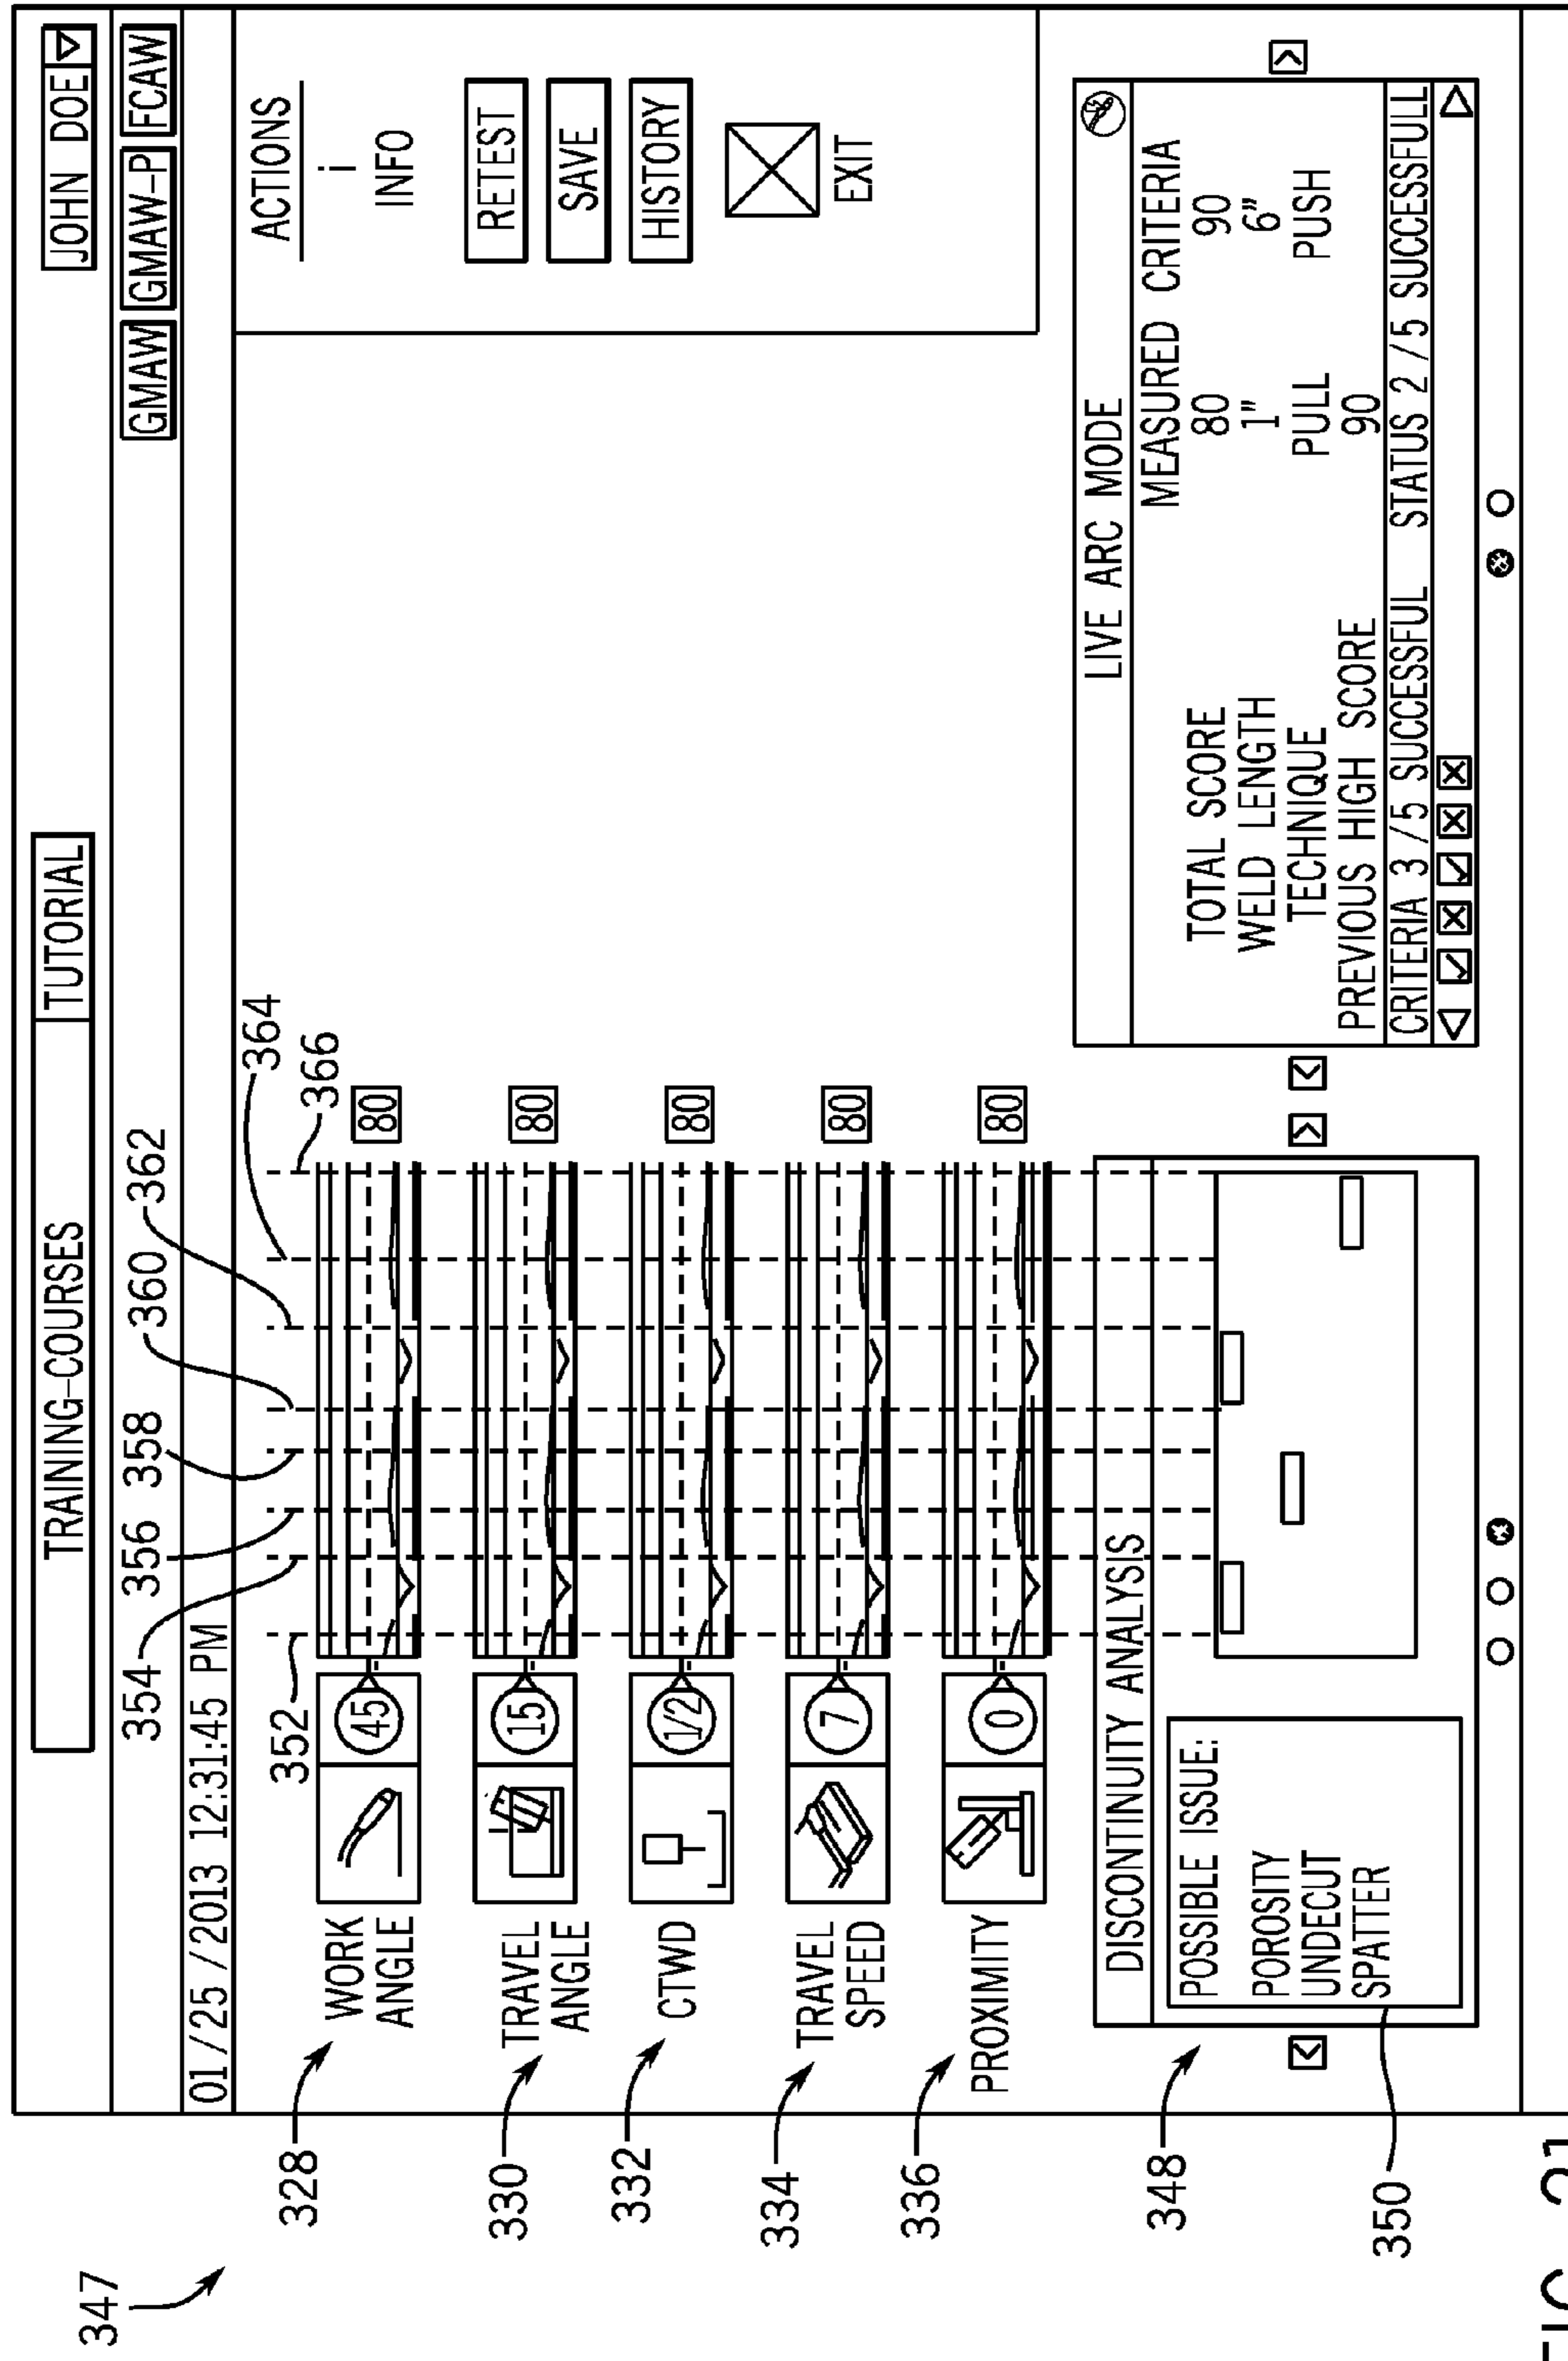 347
TRAINING-COURSES TUTORIAL
JOHN DOE
GMAW GMAW-P FCAW
01/25/2013 12:31:45 PM
352
354
356
358
360
362
364
366
328
WORK
ANGLE
45
80
330
TRAVEL
ANGLE
15
80
332
CTWD
1/2
80
334
TRAVEL
SPEED
7
80
336
PROXIMITY
0
80
ACTIONS
i
INFO
RETEST
SAVE
HISTORY
EXIT
348
DISCONTINUITY ANALYSIS
POSSIBLE ISSUE:
POROSITY
UNDECUT
SPATTER
350
LIVE ARC MODE
MEASURED CRITERIA
TOTAL SCORE 80 90
WELD LENGTH 1" 6"
TECHNIQUE PULL PUSH
PREVIOUS HIGH SCORE 90
CRITERIA 3/5 SUCCESSFUL STATUS 2/5 SUCCESSFULL